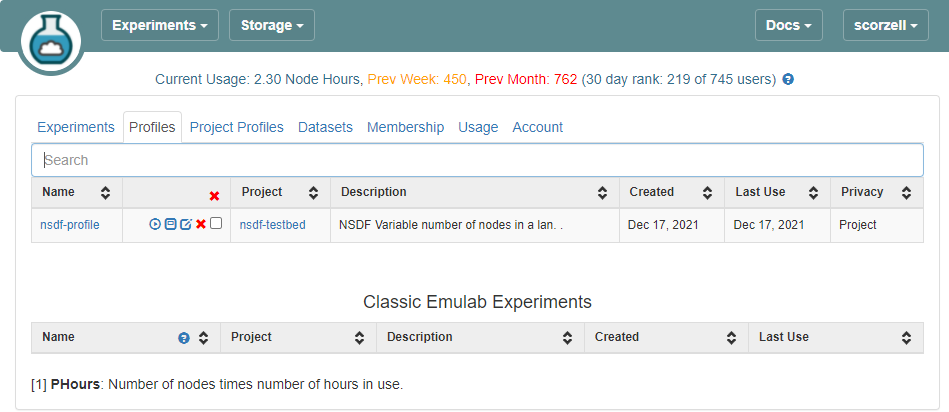 Experiments Storage Docs scorzell
Current Usage: 2.30 Node Hours, Prev Week: 450, Prev Month: 762 (30 day rank: 219 of 745 users)
Experiments Profiles Project Profiles Datasets Membership Usage Account
Search
Name Project Description Created Last Use Privacy
nsdf-profile nsdf-testbed NSDF Variable number of nodes in a lan. . Dec 17, 2021 Dec 17, 2021 Project
Classic Emulab Experiments
Name Project Description Created Last Use
[1] PHours: Number of nodes times number of hours in use.